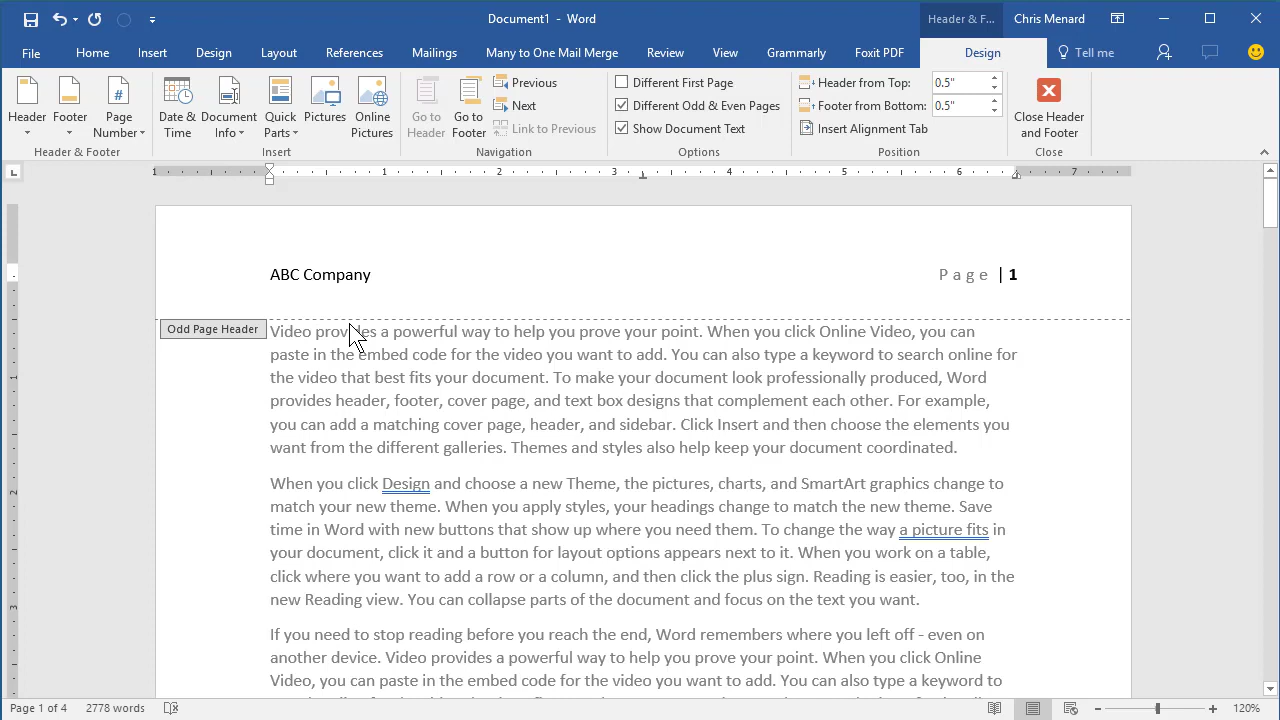 Document1 - Word
Header & F...
Chris Menard
File Home Insert Design Layout References Mailings Many to One Mail Merge Review View Grammarly Foxit PDF Design Tell me
Header
Footer
Page Number
Header & Footer
Date & Time
Document Info
Quick Parts
Pictures
Online Pictures
Insert
Go to Header
Go to Footer
Previous
Next
Link to Previous
Navigation
Different First Page
Different Odd & Even Pages
Show Document Text
Options
Header from Top: 0.5"
Footer from Bottom: 0.5"
Insert Alignment Tab
Position
Close Header and Footer
Close
1 1 2 3 4 5 6 7
ABC Company Page | 1
Odd Page Header
Video provides a powerful way to help you prove your point. When you click Online Video, you can
paste in the embed code for the video you want to add. You can also type a keyword to search online for
the video that best fits your document. To make your document look professionally produced, Word
provides header, footer, cover page, and text box designs that complement each other. For example,
you can add a matching cover page, header, and sidebar. Click Insert and then choose the elements you
want from the different galleries. Themes and styles also help keep your document coordinated.
When you click Design and choose a new Theme, the pictures, charts, and SmartArt graphics change to
match your new theme. When you apply styles, your headings change to match the new theme. Save
time in Word with new buttons that show up where you need them. To change the way a picture fits in
your document, click it and a button for layout options appears next to it. When you work on a table,
click where you want to add a row or a column, and then click the plus sign. Reading is easier, too, in the
new Reading view. You can collapse parts of the document and focus on the text you want.
If you need to stop reading before you reach the end, Word remembers where you left off - even on
another device. Video provides a powerful way to help you prove your point. When you click Online
Video, you can paste in the embed code for the video you want to add. You can also type a keyword to
1
2
3
Page 1 of 4 2778 words 120%